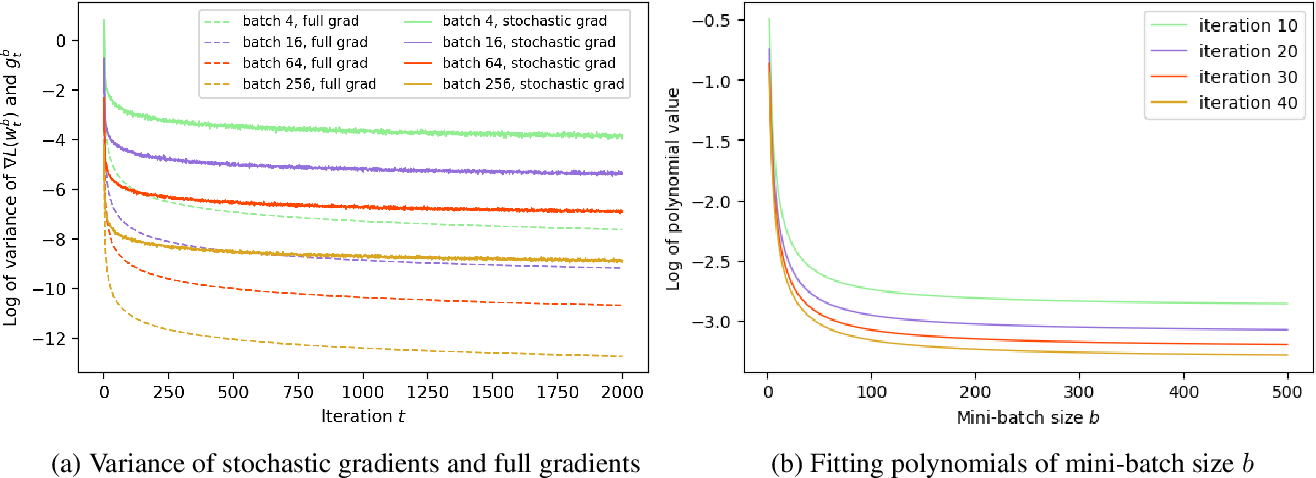 batch 4, full grad
batch 16, full grad
batch 64, full grad
batch 256, full grad
batch 4, stochastic grad
batch 16, stochastic grad
batch 64, stochastic grad
batch 256, stochastic grad
Log of variance of ∇L(w_t^b) and g_t^b
0
−2
−4
−6
−8
−10
−12
0 250 500 750 1000 1250 1500 1750 2000
Iteration t
(a) Variance of stochastic gradients and full gradients
iteration 10
iteration 20
iteration 30
iteration 40
Log of polynomial value
−0.5
−1.0
−1.5
−2.0
−2.5
−3.0
0 100 200 300 400 500
Mini-batch size b
(b) Fitting polynomials of mini-batch size b